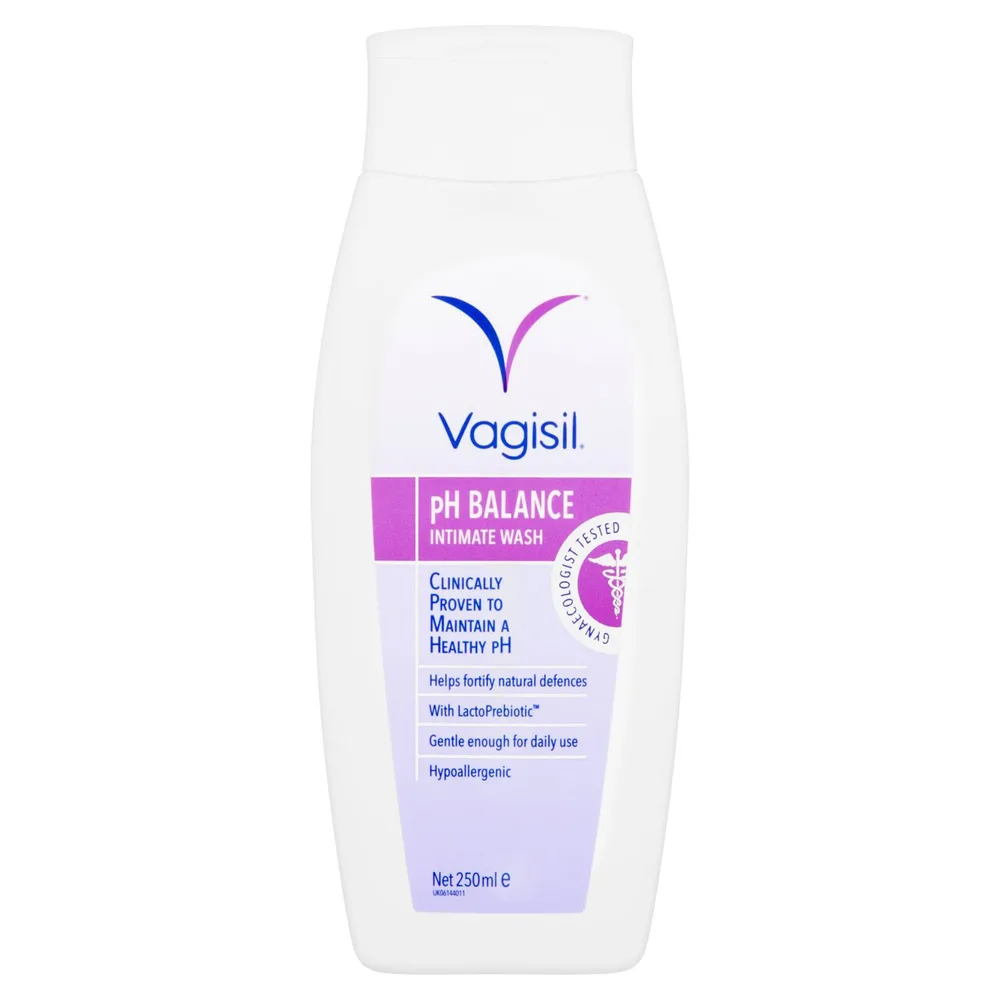 Vagisil®
pH BALANCE
INTIMATE WASH
GYNAECOLOGIST TESTED
CLINICALLY
PROVEN TO
MAINTAIN A
HEALTHY PH
Helps fortify natural defences
With LactoPrebiotic™
Gentle enough for daily use
Hypoallergenic
Net 250ml e
UK06144011